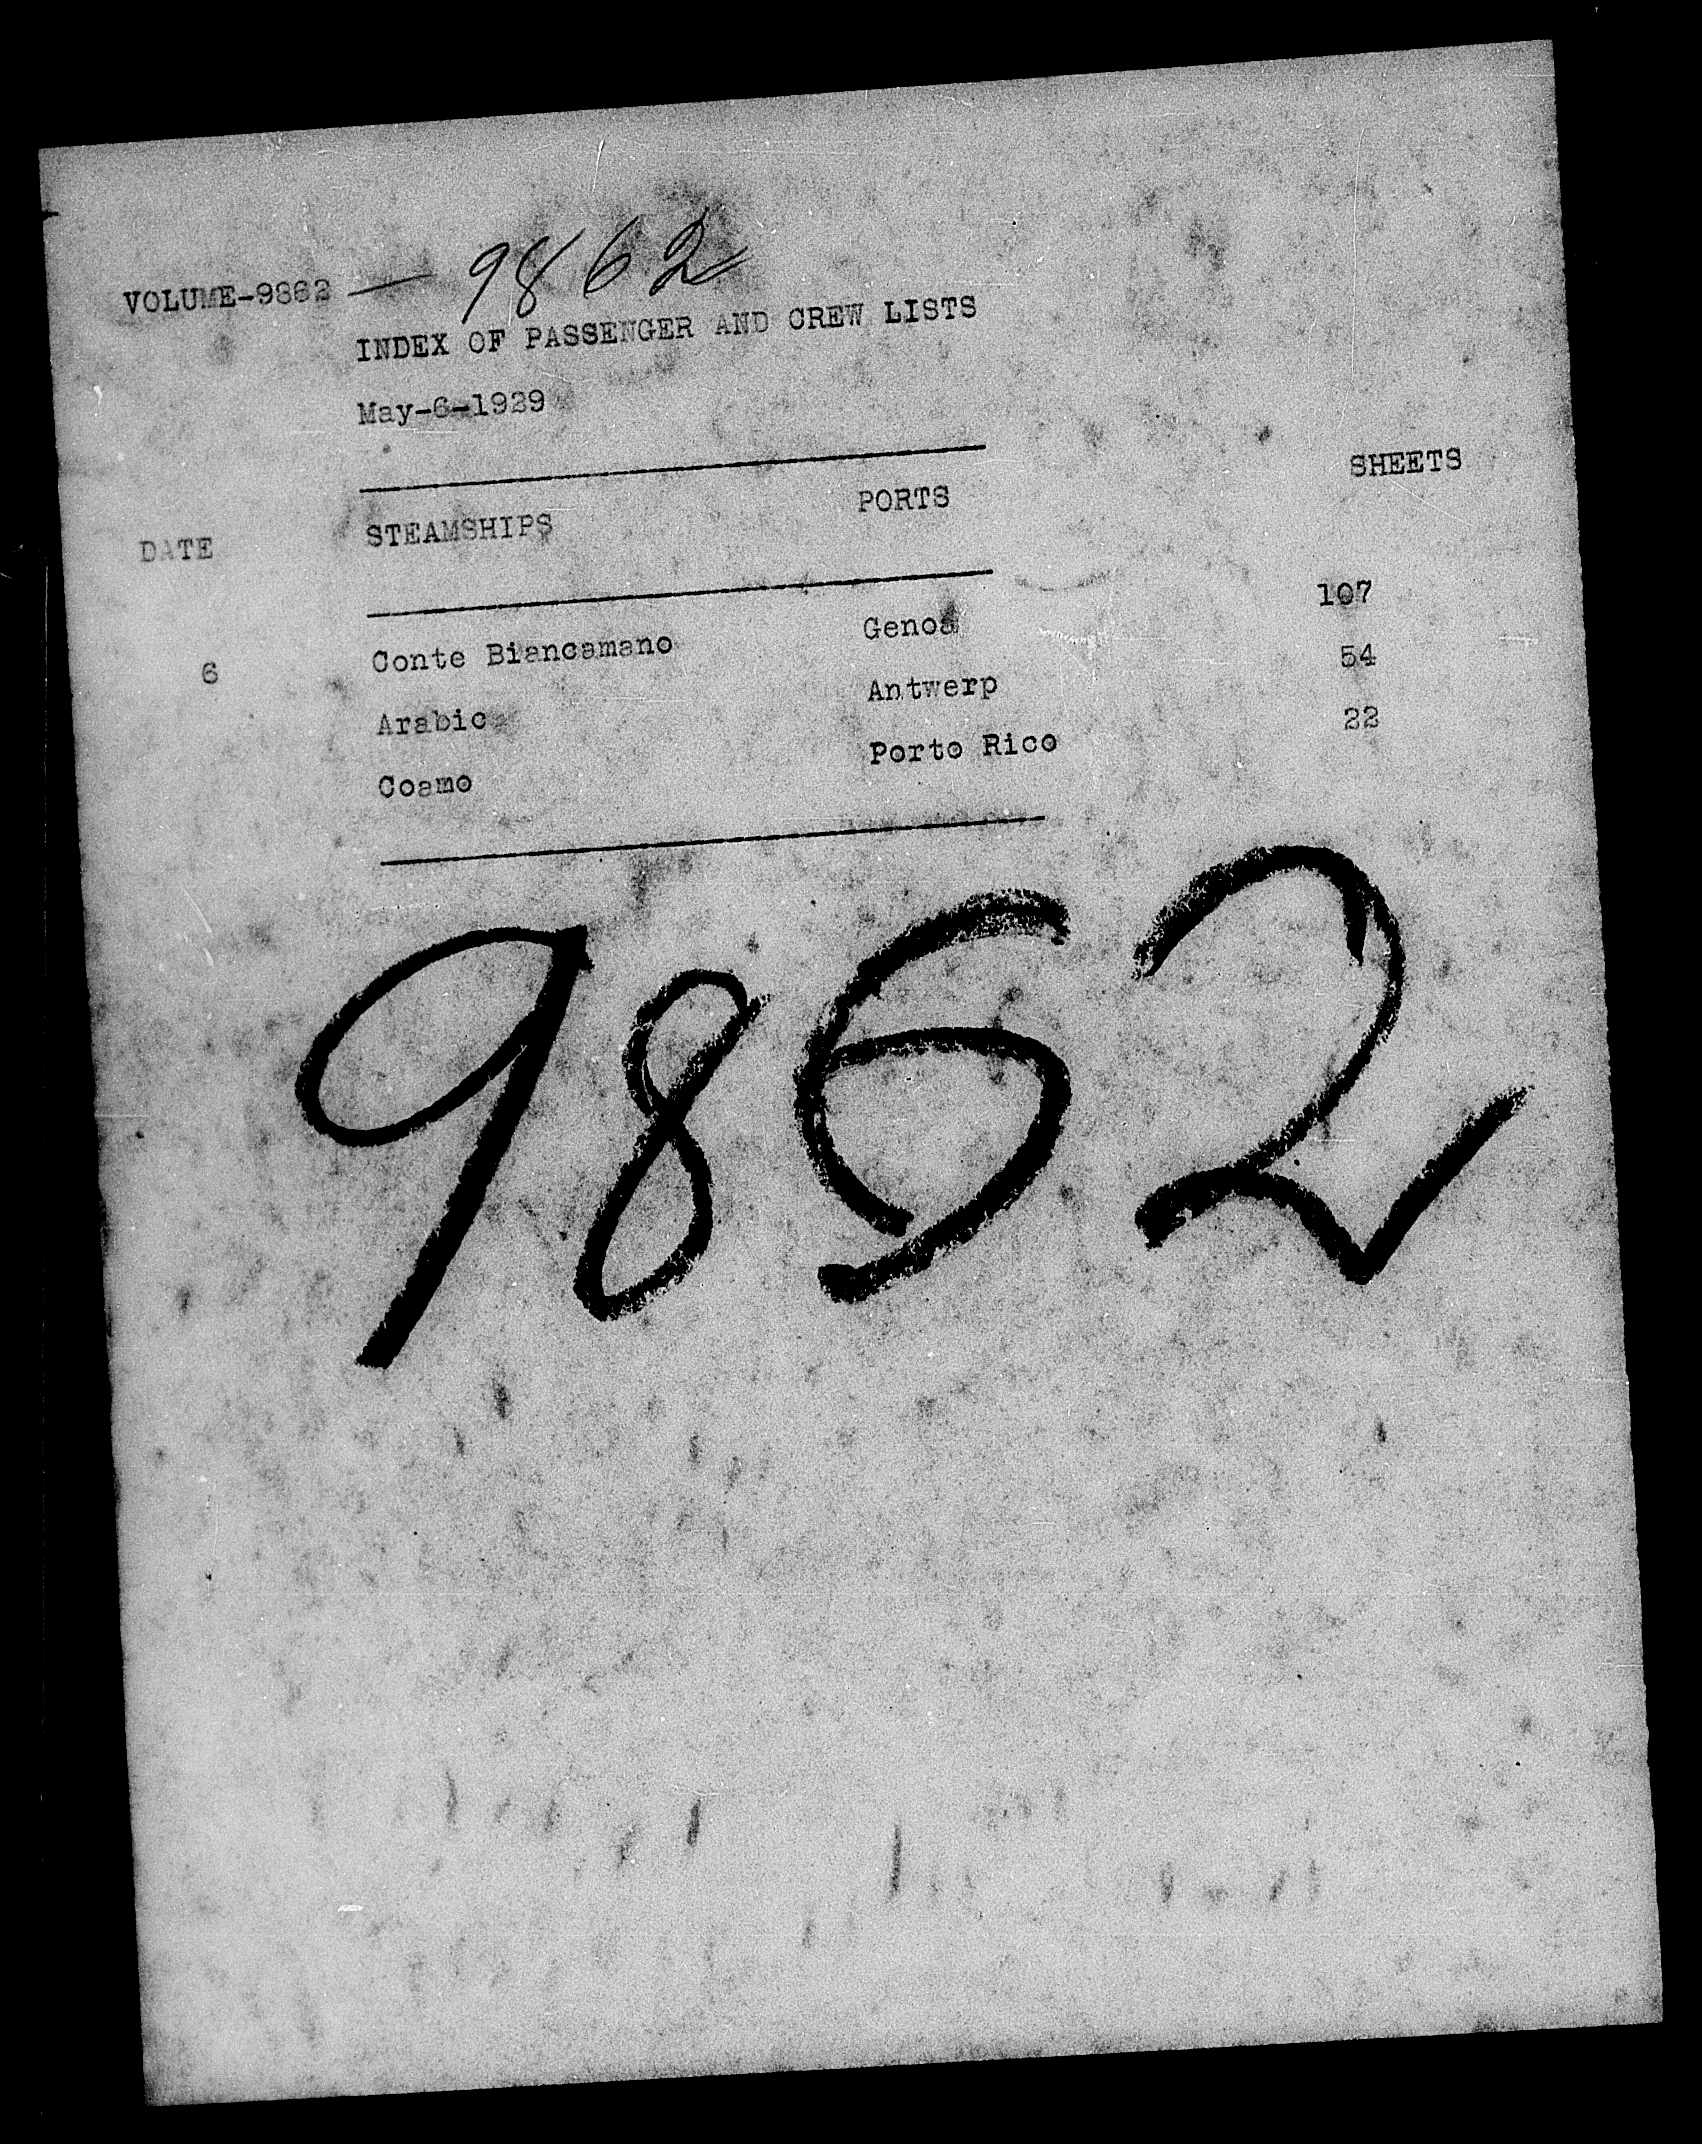 VOLUME-9862 — 9862
INDEX OF PASSENGER AND CREW LISTS
May-6-1929
DATE STEAMSHIPS PORTS SHEETS
6 Conte Biancamano Genoa 107
Arabic Antwerp 54
Coamo Porto Rico 22
9862